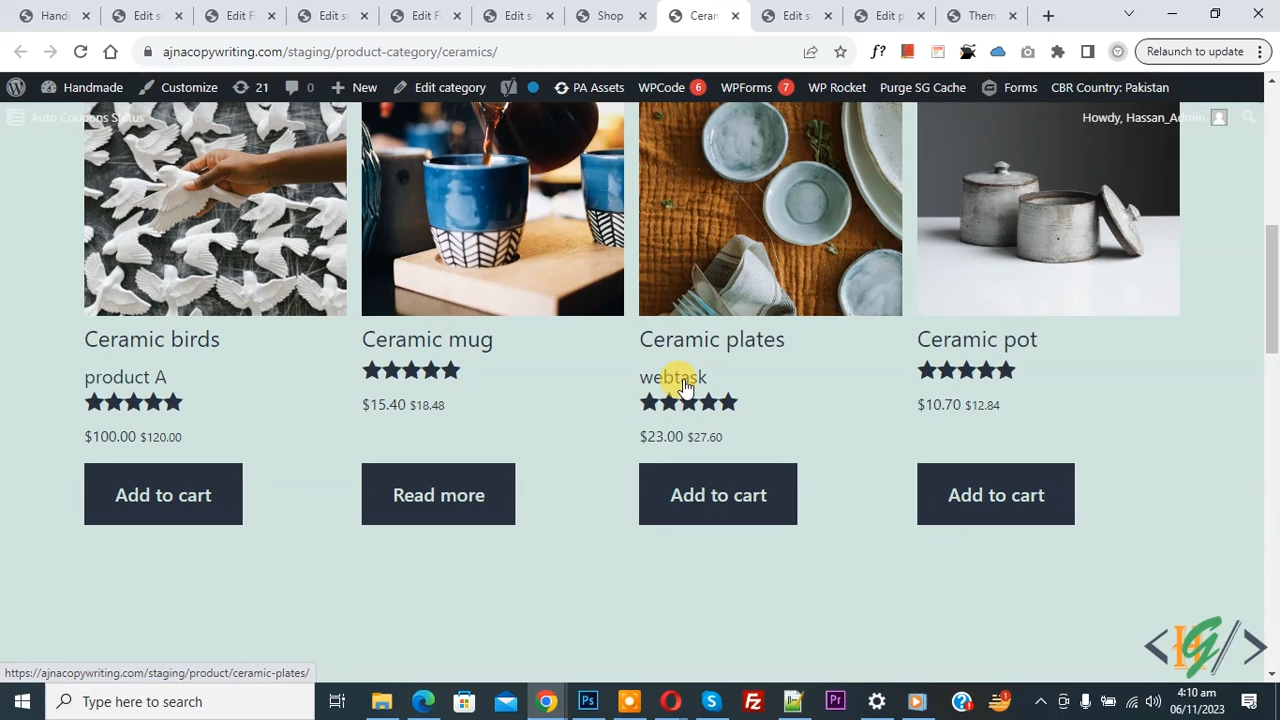 Hand
Edit s
Edit F
Edit s
Edit F
Edit s
Shop
Ceran
Edit s
Edit p
Them
ajnacopywriting.com/staging/product-category/ceramics/
f?
Relaunch to update
Handmade
Customize
21
0
New
Edit category
PA Assets
WPCode 6
WPForms 7
WP Rocket
Purge SG Cache
Forms
CBR Country: Pakistan
Auto Coupons Status
Howdy, Hassan_Admin
Ceramic birds
Ceramic mug
Ceramic plates
Ceramic pot
product A
webtask
$15.40 $18.48
$10.70 $12.84
$100.00 $120.00
$23.00 $27.60
Add to cart
Read more
Add to cart
Add to cart
https://ajnacopywriting.com/staging/product/ceramic-plates/
Type here to search
4:10 am
06/11/2023